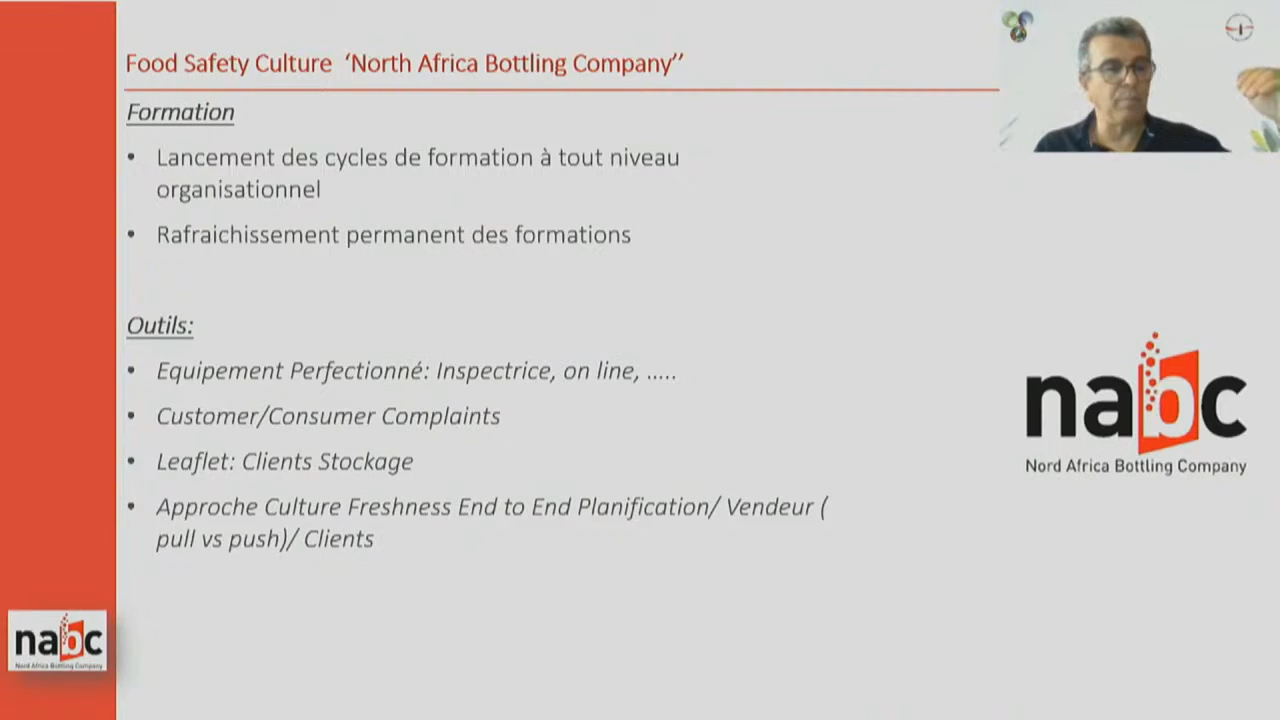 Food Safety Culture ‘North Africa Bottling Company’’
Formation
• Lancement des cycles de formation à tout niveau
organisationnel
• Rafraichissement permanent des formations
Outils:
• Equipement Perfectionné: Inspectrice, on line, .....
• Customer/Consumer Complaints
• Leaflet: Clients Stockage
• Approche Culture Freshness End to End Planification/ Vendeur (
pull vs push)/ Clients
nabc
Nord Africa Bottling Company
nabc
Nord Africa Bottling Company